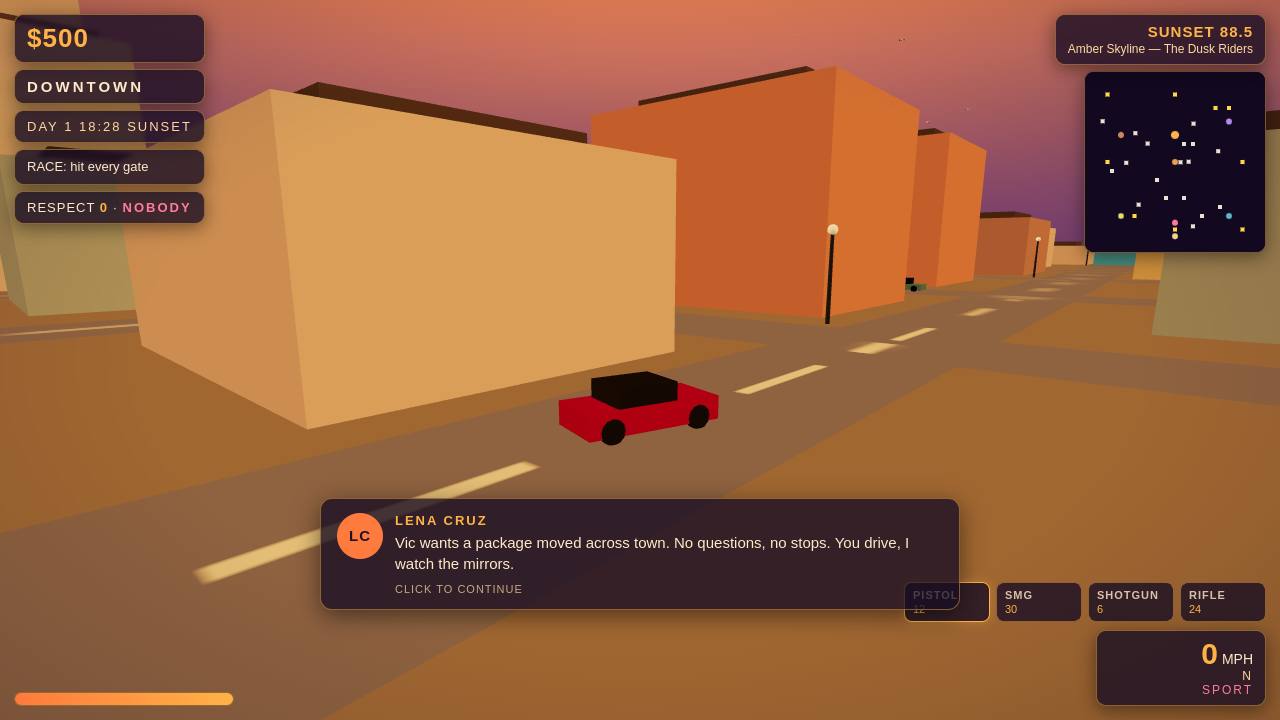 $500
DOWNTOWN
DAY 1 18:28 SUNSET
RACE: hit every gate
RESPECT 0 · NOBODY
SUNSET 88.5
Amber Skyline — The Dusk Riders
LC
LENA CRUZ
Vic wants a package moved across town. No questions, no stops. You drive, I
watch the mirrors.
CLICK TO CONTINUE
PISTOL
12
SMG
30
SHOTGUN
6
RIFLE
24
0 MPH
N
SPORT